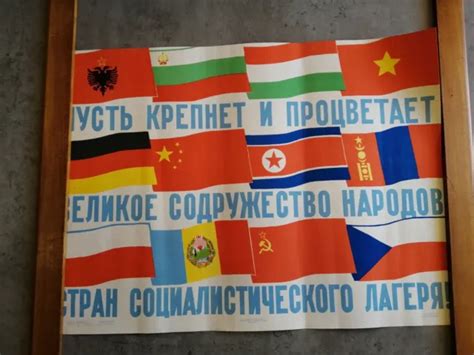 ПУСТЬ КРЕПНЕТ И ПРОЦВЕТАЕТ
ВЕЛИКОЕ СОДРУЖЕСТВО НАРОДОВ
СТРАН СОЦИАЛИСТИЧЕСКОГО ЛАГЕРЯ!